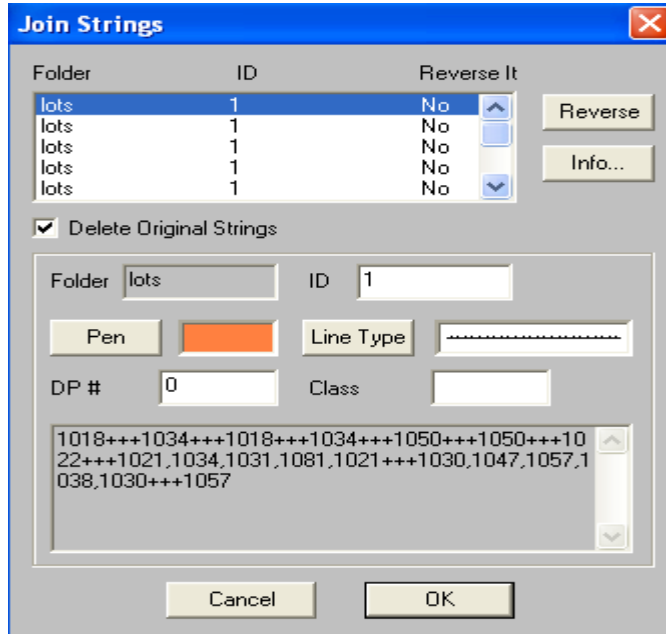 Join Strings
Folder ID Reverse It
lots 1 No
lots 1 No
lots 1 No
lots 1 No
lots 1 No
Reverse
Info...
Delete Original Strings
Folder lots ID 1
Pen Line Type
DP # 0 Class
1018+++1034+++1018+++1034+++1050+++1050+++10
22+++1021,1034,1031,1081,1021+++1030,1047,1057,1
038,1030+++1057
Cancel OK